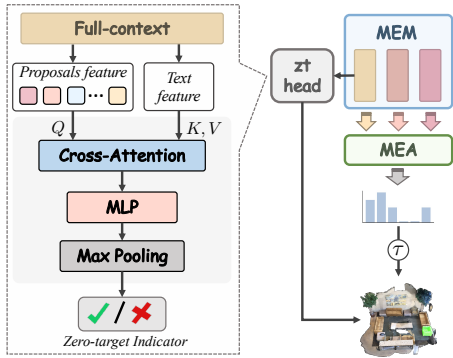 Full-context
Proposals feature
Text
feature
Q
K, V
Cross-Attention
MLP
Max Pooling
/
Zero-target Indicator
zt
head
MEM
MEA
τ